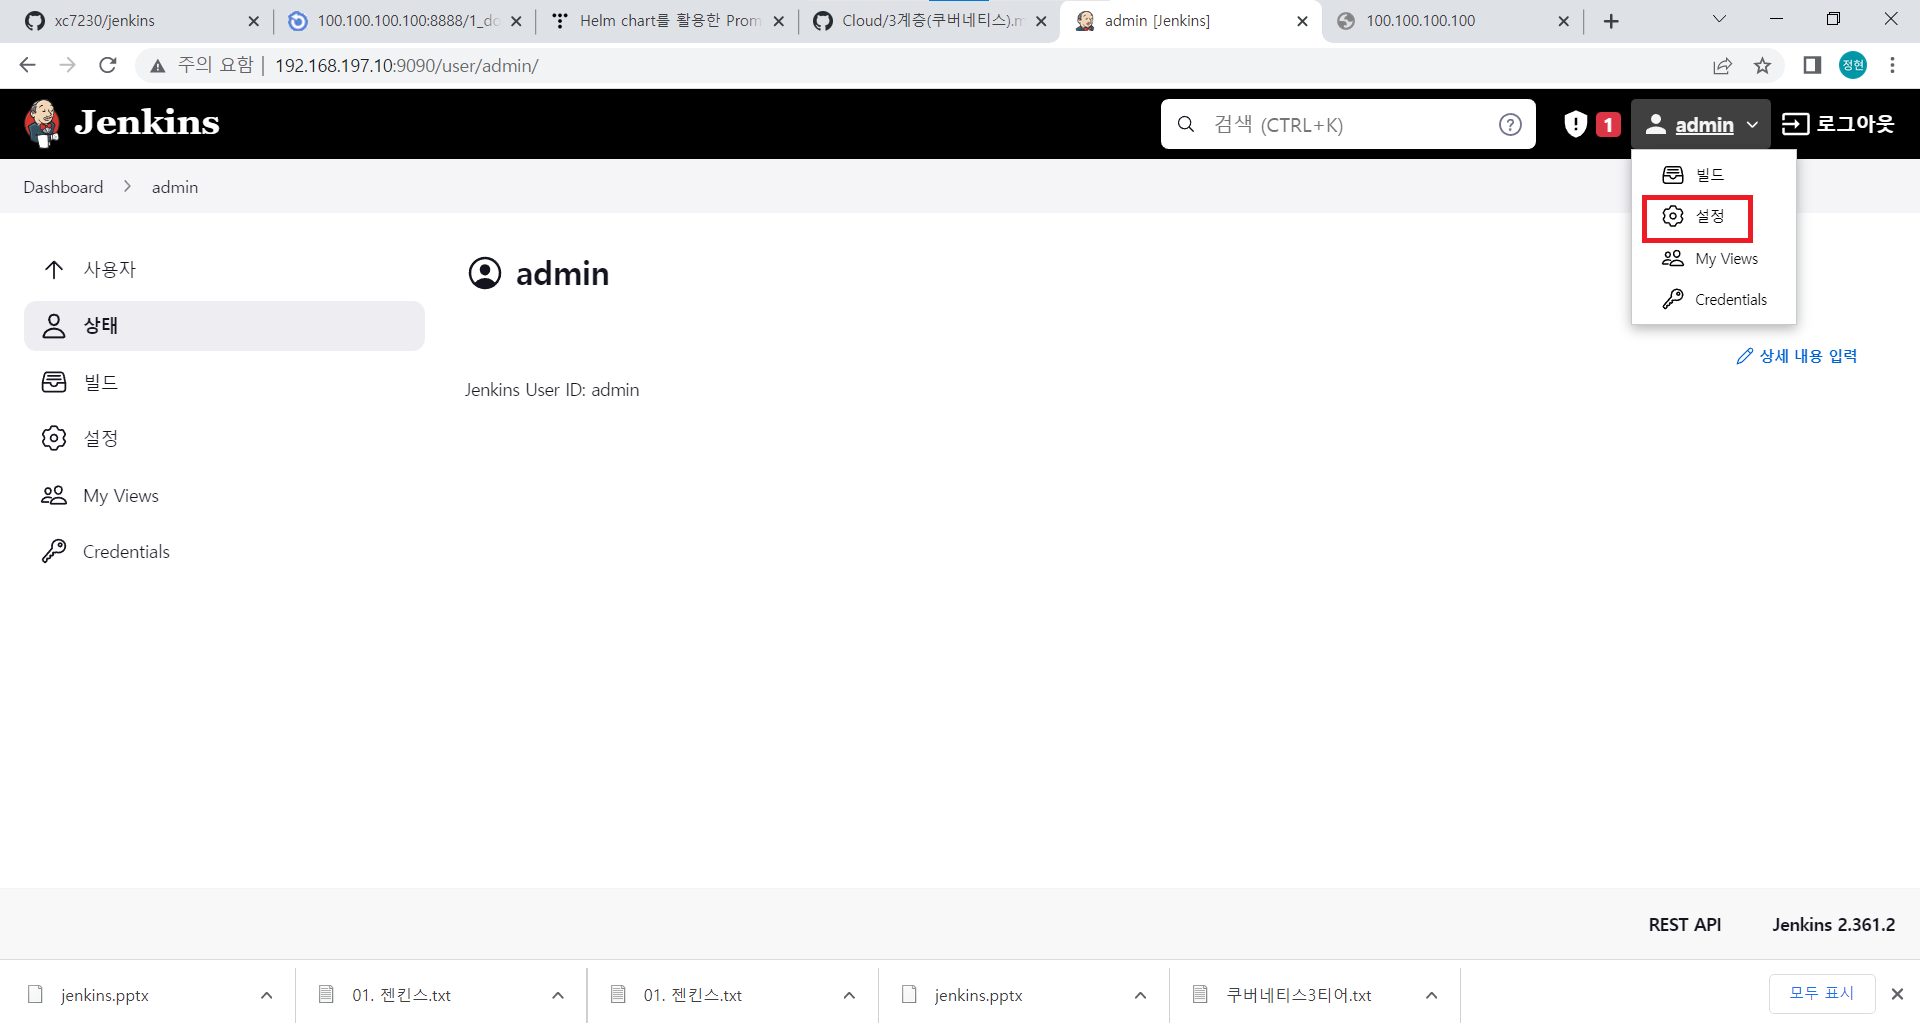 xc7230/jenkins
100.100.100.100:8888/1_do
Helm chart를 활용한 Prom
Cloud/3계층(쿠버네티스).m
admin [Jenkins]
100.100.100.100
주의 요함 | 192.168.197.10:9090/user/admin/
정현
Jenkins
검색 (CTRL+K)
1
admin
로그아웃
빌드
설정
My Views
Credentials
Dashboard
admin
사용자
상태
빌드
설정
My Views
Credentials
admin
상세 내용 입력
Jenkins User ID: admin
REST API
Jenkins 2.361.2
jenkins.pptx
01. 젠킨스.txt
01. 젠킨스.txt
jenkins.pptx
쿠버네티스3티어.txt
모두 표시